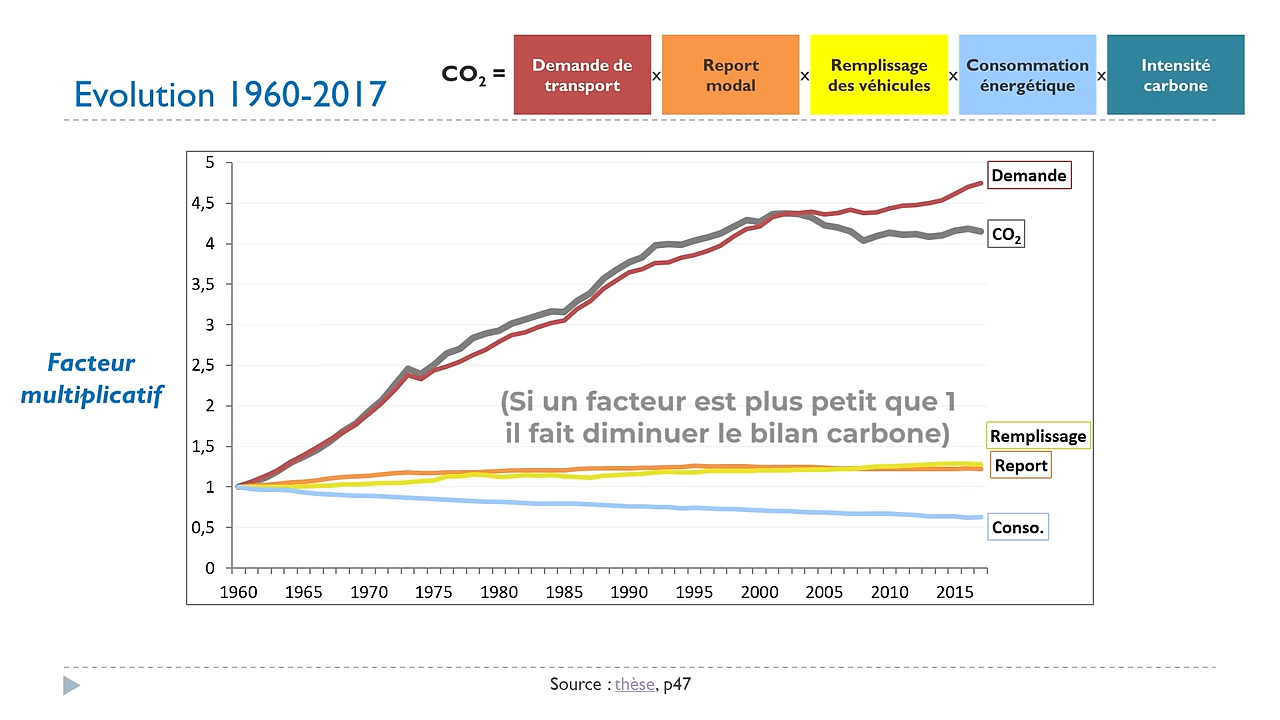 Evolution 1960-2017
CO2 =
Demande de
transport
x
Report
modal
x
Remplissage
des véhicules
x
Consommation
énergétique
x
Intensité
carbone
Facteur
multiplicatif
5
4,5
4
3,5
3
2,5
2
1,5
1
0,5
0
Demande
CO2
(Si un facteur est plus petit que 1
il fait diminuer le bilan carbone)
Remplissage
Report
Conso.
1960 1965 1970 1975 1980 1985 1990 1995 2000 2005 2010 2015
Source : thèse, p47